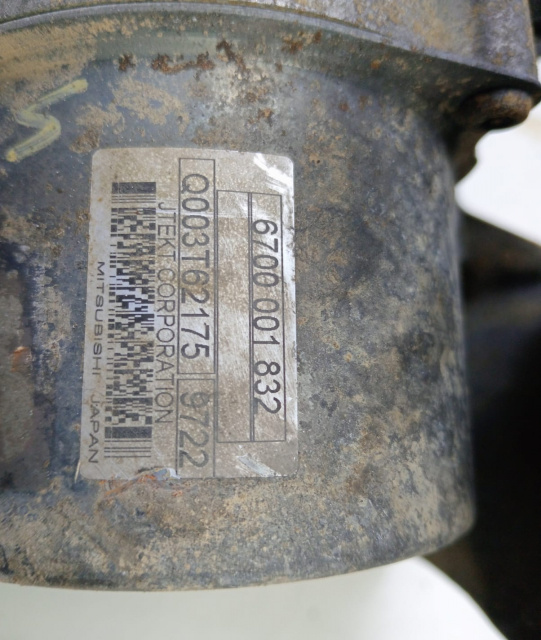 6700 001 832
Q003T62175 9722
JTEKT CORPORATION
MITSUBISHI JAPAN